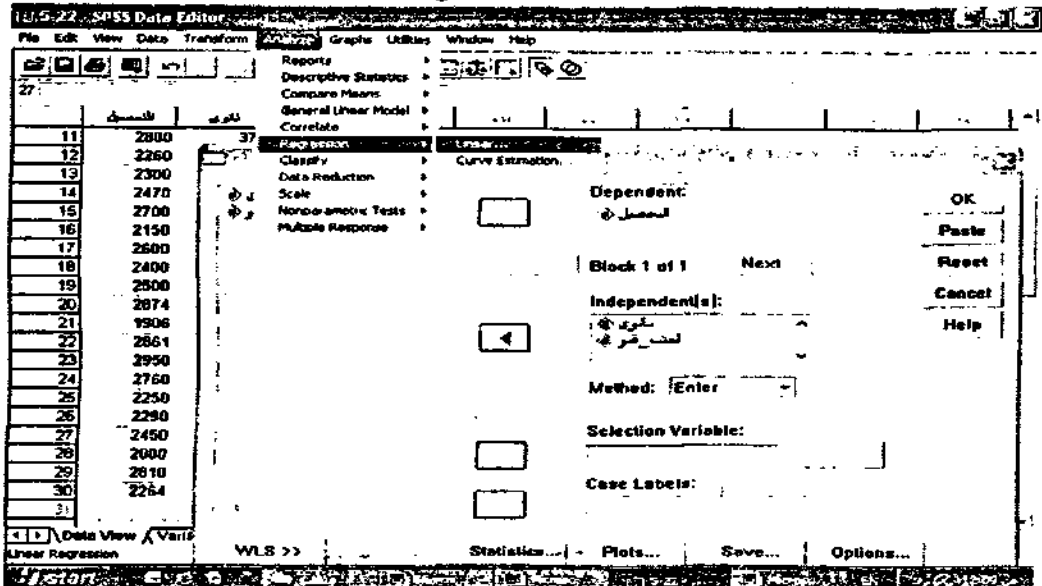 SPSS Data Editor
File Edit View Data Transform Graphs Utilities Window Help
27
Reports
Descriptive Statistics
Compare Means
General Linear Model
Correlate
Regression
Classify
Data Reduction
Scale
Nonparametric Tests
Multiple Response
Linear...
Curve Estimation...
ثانوى
11 2800 37
12 2260
13 2300
14 2470
15 2700
16 2150
17 2600
18 2400
19 2500
20 2874
21 1906
22 2661
23 2950
24 2760
25 2250
26 2290
27 2450
28 2000
29 2810
30 2264
31
Dependent:
Block 1 of 1 Next
Independent(s):
ثانوى
Method: Enter
Selection Variable:
Case Labels:
OK
Paste
Reset
Cancel
Help
WLS >> Statistics... Plots... Save... Options...
Data View
Linear Regression
Start